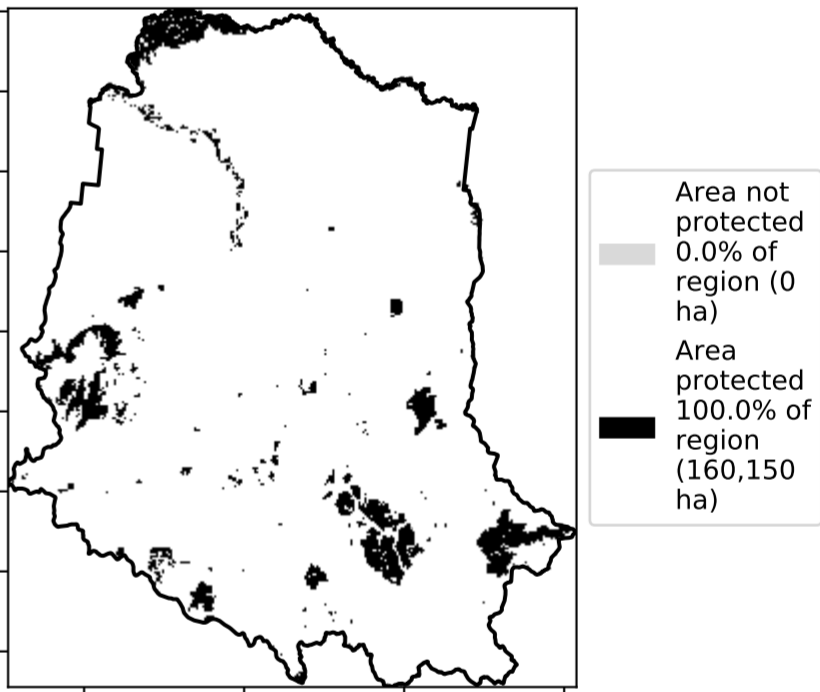 Area not
protected
0.0% of
region (0
ha)
Area
protected
100.0% of
region
(160,150
ha)